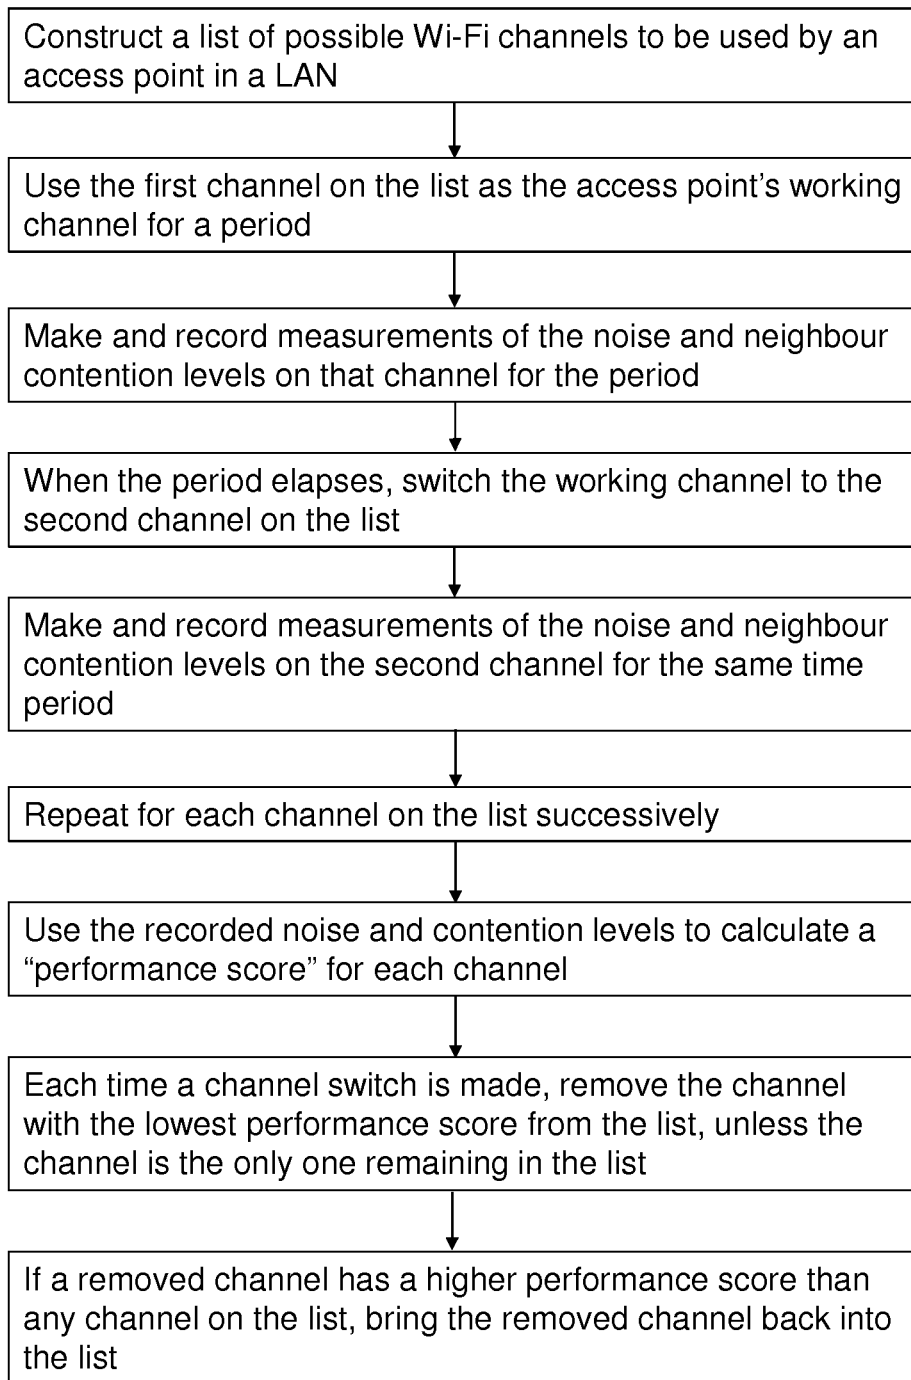 Construct a list of possible Wi-Fi channels to be used by an
access point in a LAN
Use the first channel on the list as the access point's working
channel for a period
Make and record measurements of the noise and neighbour
contention levels on that channel for the period
When the period elapses, switch the working channel to the
second channel on the list
Make and record measurements of the noise and neighbour
contention levels on the second channel for the same time
period
Repeat for each channel on the list successively
Use the recorded noise and contention levels to calculate a
“performance score” for each channel
Each time a channel switch is made, remove the channel
with the lowest performance score from the list, unless the
channel is the only one remaining in the list
If a removed channel has a higher performance score than
any channel on the list, bring the removed channel back into
the list